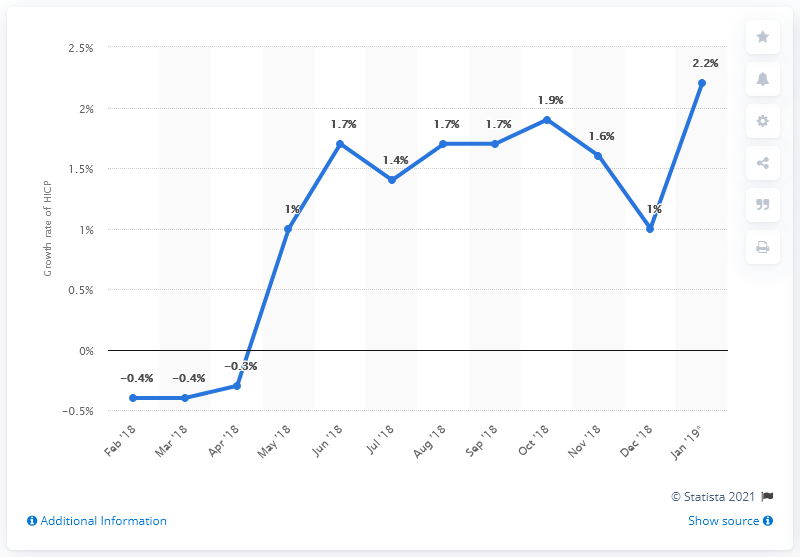 2.5%
2%
1.5%
1%
0.5%
0%
−0.5%
Growth rate of HICP
−0.4%
−0.4%
−0.3%
1%
1.7%
1.4%
1.7%
1.7%
1.9%
1.6%
1%
2.2%
Feb '18
Mar '18
Apr '18
May '18
Jun '18
Jul '18
Aug '18
Sep '18
Oct '18
Nov '18
Dec '18
Jan '19*
© Statista 2021
Additional Information
Show source